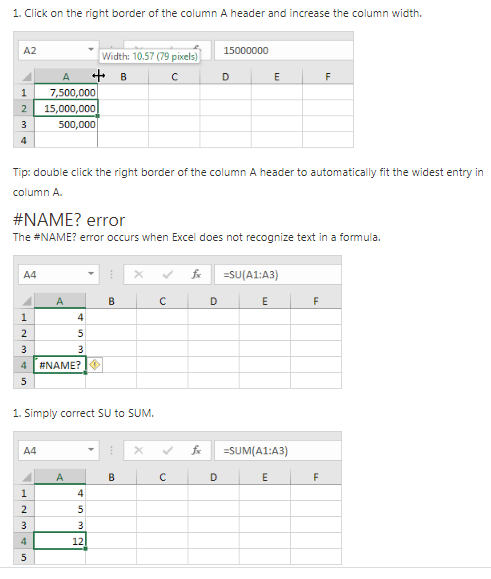 1. Click on the right border of the column A header and increase the column width.
A2 Width: 10.57 (79 pixels) 15000000
A B C D E F
1 7,500,000
2 15,000,000
3 500,000
4
Tip: double click the right border of the column A header to automatically fit the widest entry in
column A.
#NAME? error
The #NAME? error occurs when Excel does not recognize text in a formula.
A4 fx =SU(A1:A3)
A B C D E F
1 4
2 5
3 3
4 #NAME?
5
1. Simply correct SU to SUM.
A4 fx =SUM(A1:A3)
A B C D E F
1 4
2 5
3 3
4 12
5